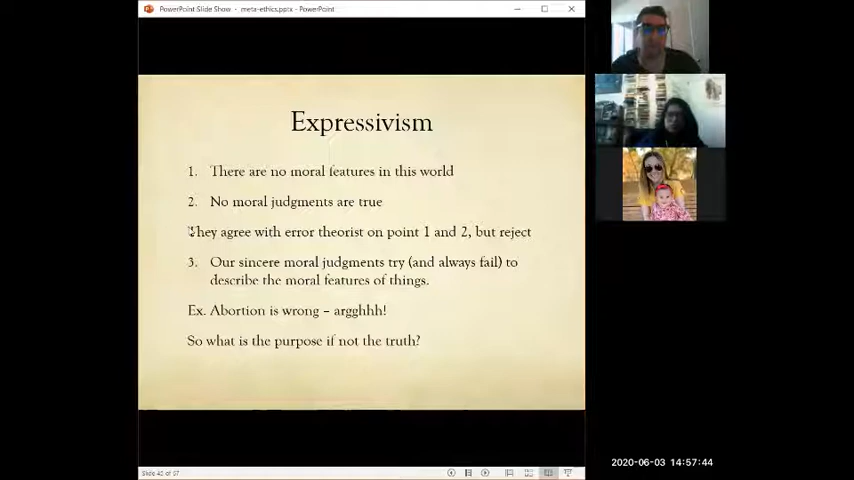 PowerPoint Slide Show - meta-ethics.pptx - PowerPoint
Expressivism
1. There are no moral features in this world
2. No moral judgments are true
They agree with error theorist on point 1 and 2, but reject
3. Our sincere moral judgments try (and always fail) to
describe the moral features of things.
Ex. Abortion is wrong – argghhh!
So what is the purpose if not the truth?
2020-06-03 14:57:44